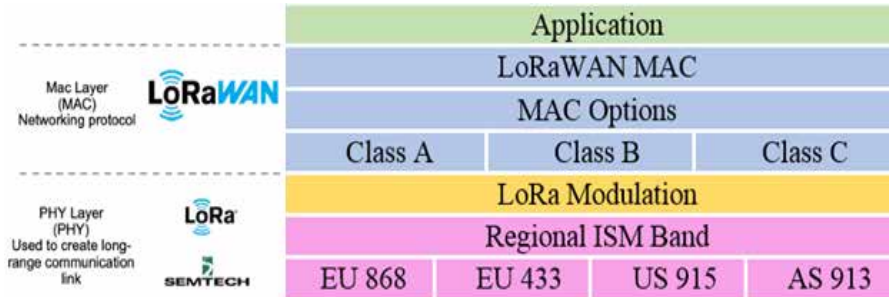 Application
LoRaWAN MAC
MAC Options
Class A Class B Class C
LoRa Modulation
Regional ISM Band
EU 868 EU 433 US 915 AS 913
Mac Layer
(MAC)
Networking protocol
LoRaWAN
PHY Layer
(PHY)
Used to create long-
range communication
link
LoRa
SEMTECH